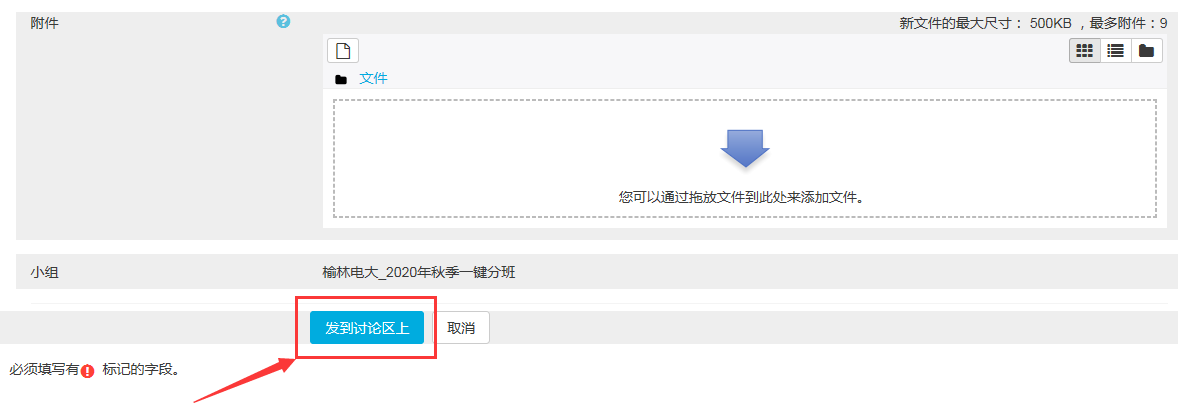 附件
新文件的最大尺寸： 500KB ，最多附件：9
文件
您可以通过拖放文件到此处来添加文件。
小组 榆林电大_2020年秋季一键分班
发到讨论区上 取消
必须填写有 标记的字段。